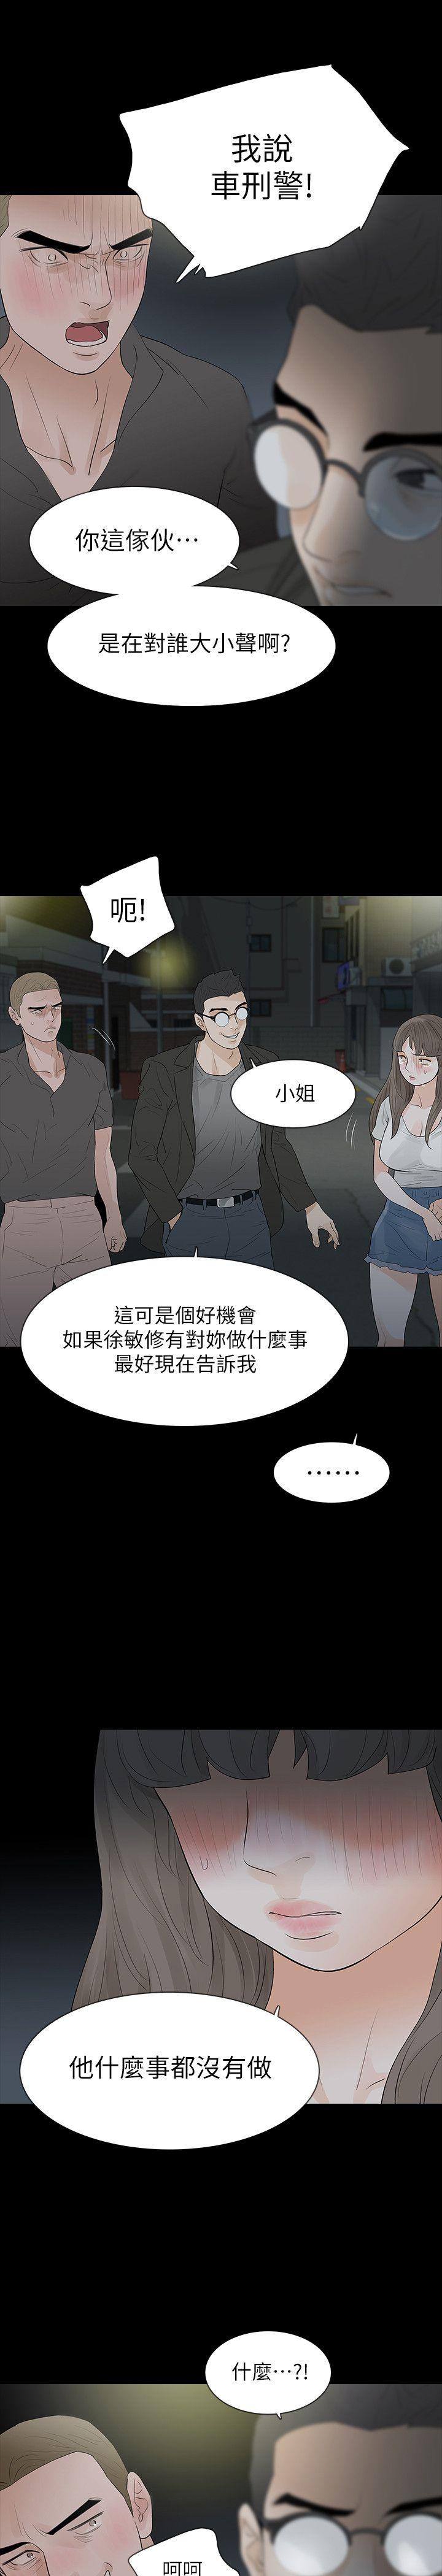 我說
車刑警!
你這傢伙…
是在對誰大小聲啊?
呃!
小姐
這可是個好機會
如果徐敏修有對妳做什麼事
最好現在告訴我
……
他什麼事都沒有做
什麼…?!
呵呵